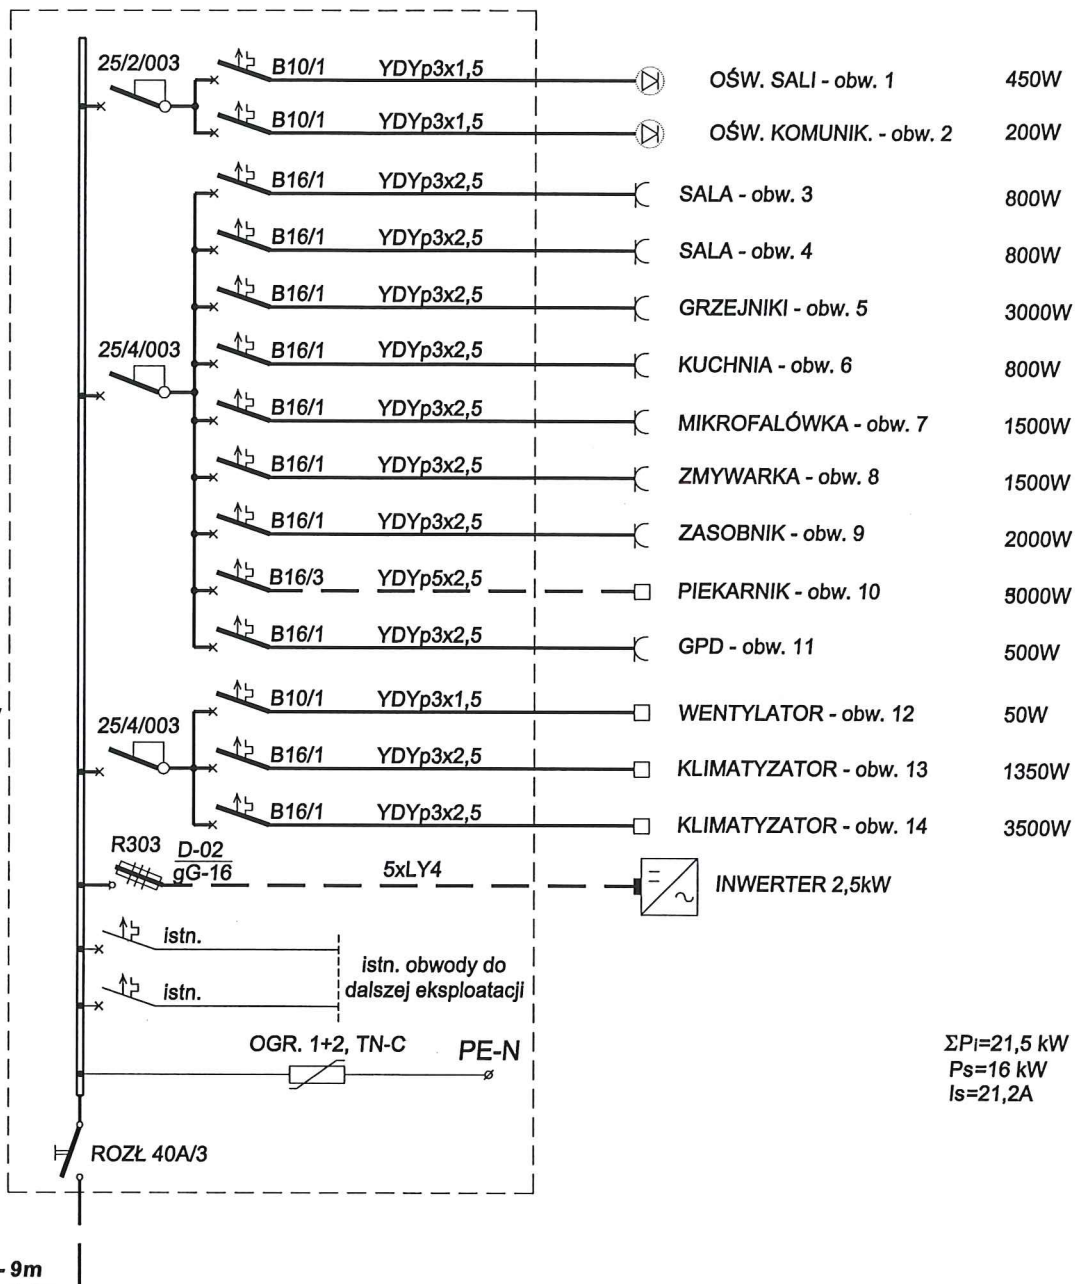 25/2/003
B10/1 YDYp3x1,5 OŚW. SALI - obw. 1 450W
B10/1 YDYp3x1,5 OŚW. KOMUNIK. - obw. 2 200W
B16/1 YDYp3x2,5 SALA - obw. 3 800W
B16/1 YDYp3x2,5 SALA - obw. 4 800W
B16/1 YDYp3x2,5 GRZEJNIKI - obw. 5 3000W
25/4/003
B16/1 YDYp3x2,5 KUCHNIA - obw. 6 800W
B16/1 YDYp3x2,5 MIKROFALÓWKA - obw. 7 1500W
B16/1 YDYp3x2,5 ZMYWARKA - obw. 8 1500W
B16/1 YDYp3x2,5 ZASOBNIK - obw. 9 2000W
B16/3 YDYp5x2,5 PIEKARNIK - obw. 10 5000W
B16/1 YDYp3x2,5 GPD - obw. 11 500W
B10/1 YDYp3x1,5 WENTYLATOR - obw. 12 50W
25/4/003
B16/1 YDYp3x2,5 KLIMATYZATOR - obw. 13 1350W
B16/1 YDYp3x2,5 KLIMATYZATOR - obw. 14 3500W
R303 D-02
gG-16 5xLY4 INWERTER 2,5kW
istn.
istn. obwody do
istn. dalszej eksploatacji
OGR. 1+2, TN-C PE-N
ΣPi=21,5 kW
Ps=16 kW
Is=21,2A
ROZŁ 40A/3
- 9m